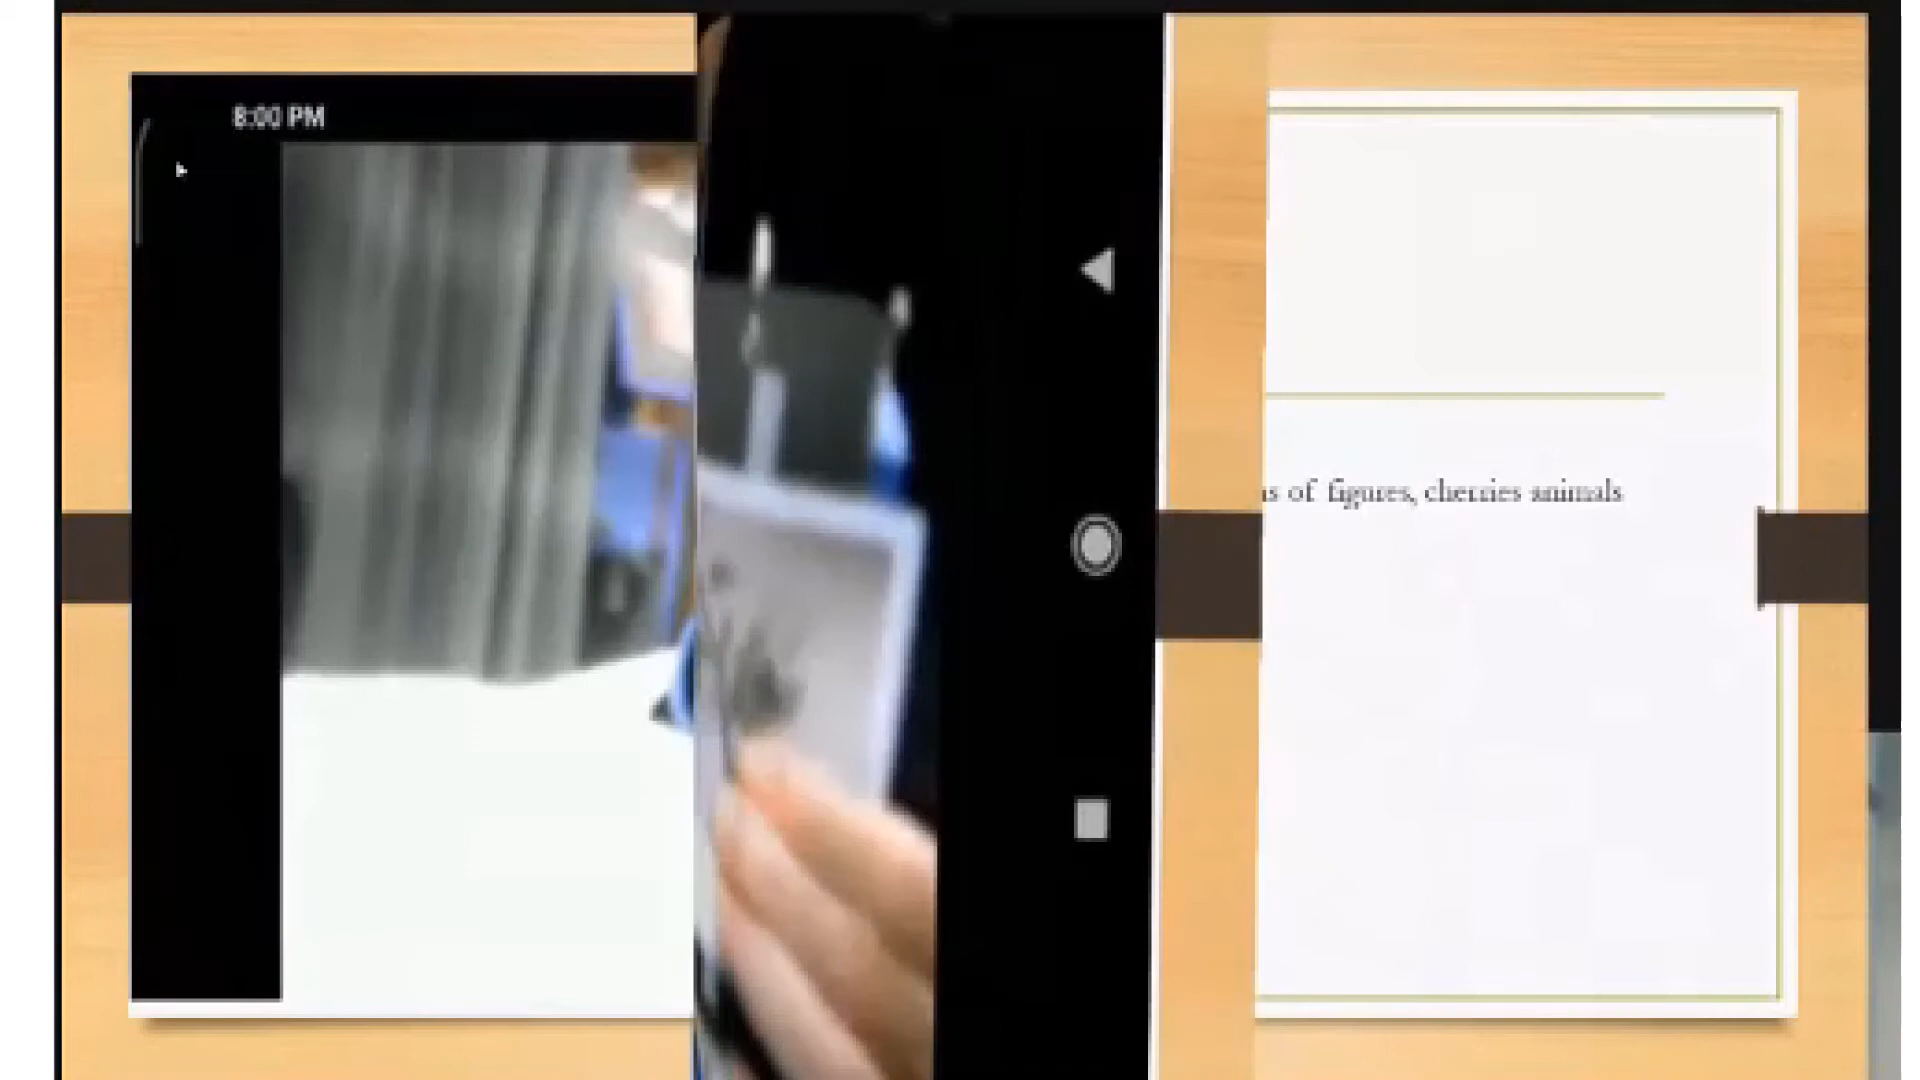 8:00 PM
of figures, cherries animals